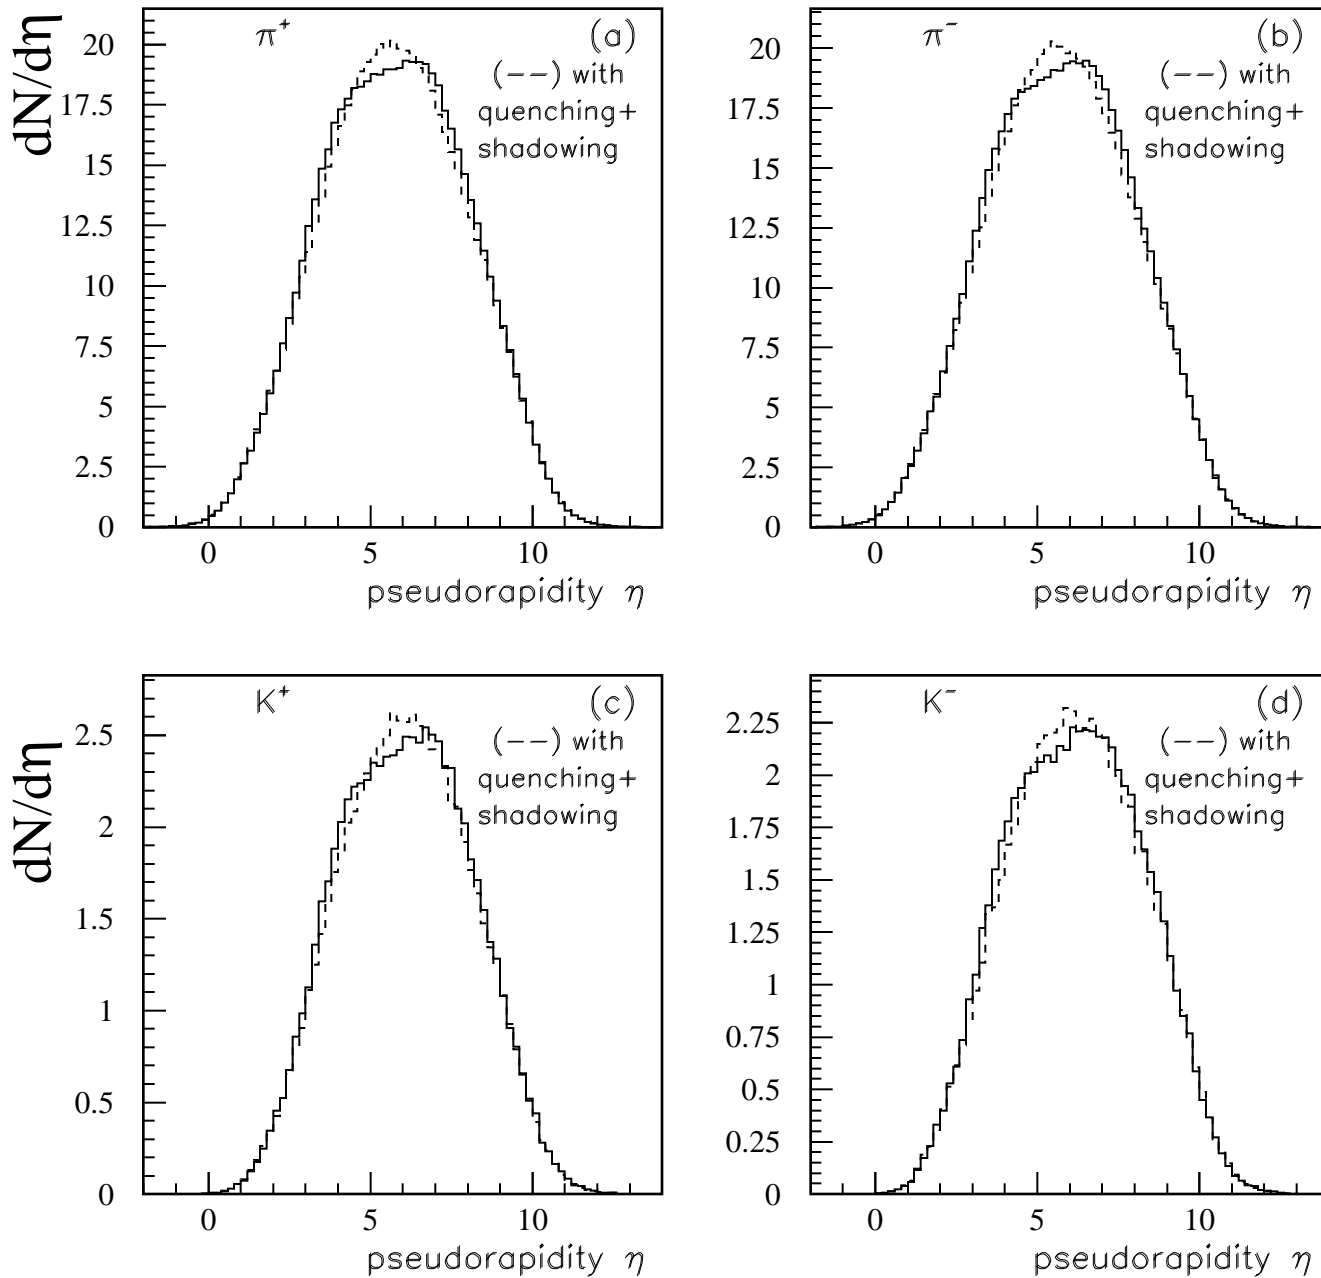 dN/dη
π+
(a)
(−−) with
quenching+
shadowing
20
17.5
15
12.5
10
7.5
5
2.5
0
0
5
10
pseudorapidity η
π−
(b)
(−−) with
quenching+
shadowing
20
17.5
15
12.5
10
7.5
5
2.5
0
0
5
10
pseudorapidity η
dN/dη
K+
(c)
(−−) with
quenching+
shadowing
2.5
2
1.5
1
0.5
0
0
5
10
pseudorapidity η
K−
(d)
(−−) with
quenching+
shadowing
2.25
2
1.75
1.5
1.25
1
0.75
0.5
0.25
0
0
5
10
pseudorapidity η